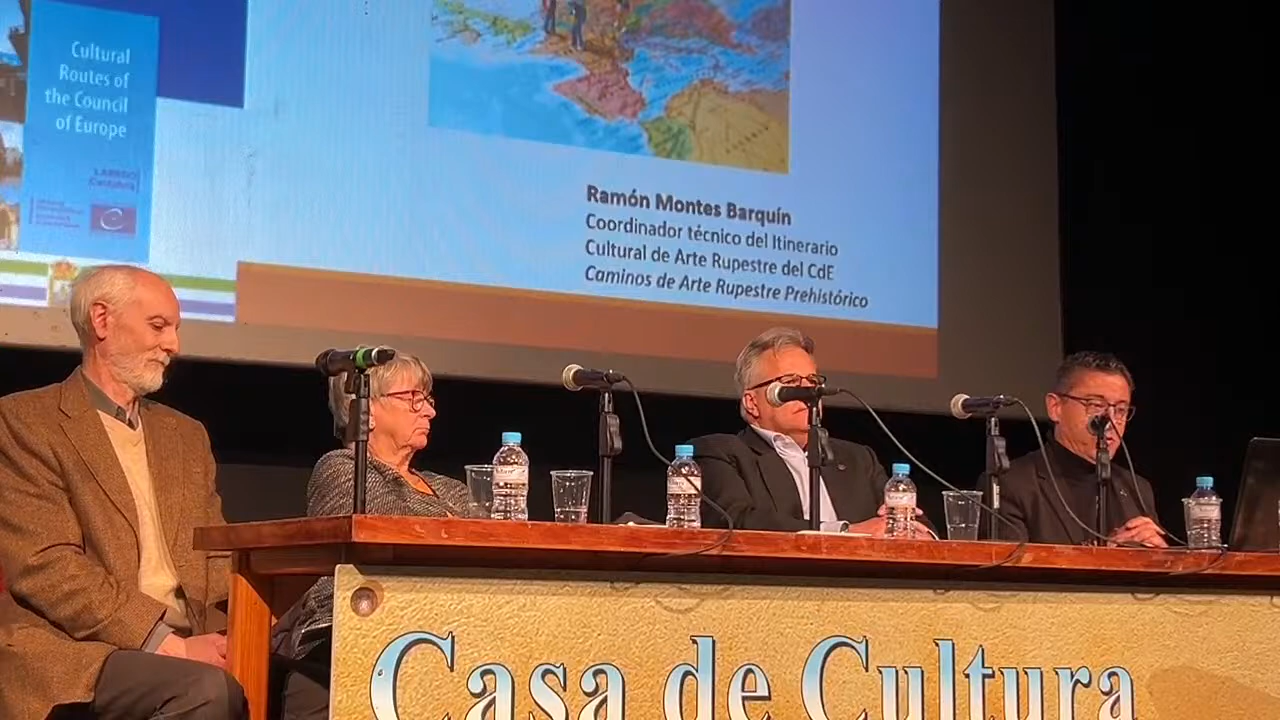 Cultural
Routes of
the Council
of Europe
Ramón Montes Barquín
Coordinador técnico del Itinerario
Cultural de Arte Rupestre del CdE
Caminos de Arte Rupestre Prehistórico
Casa de Cultura